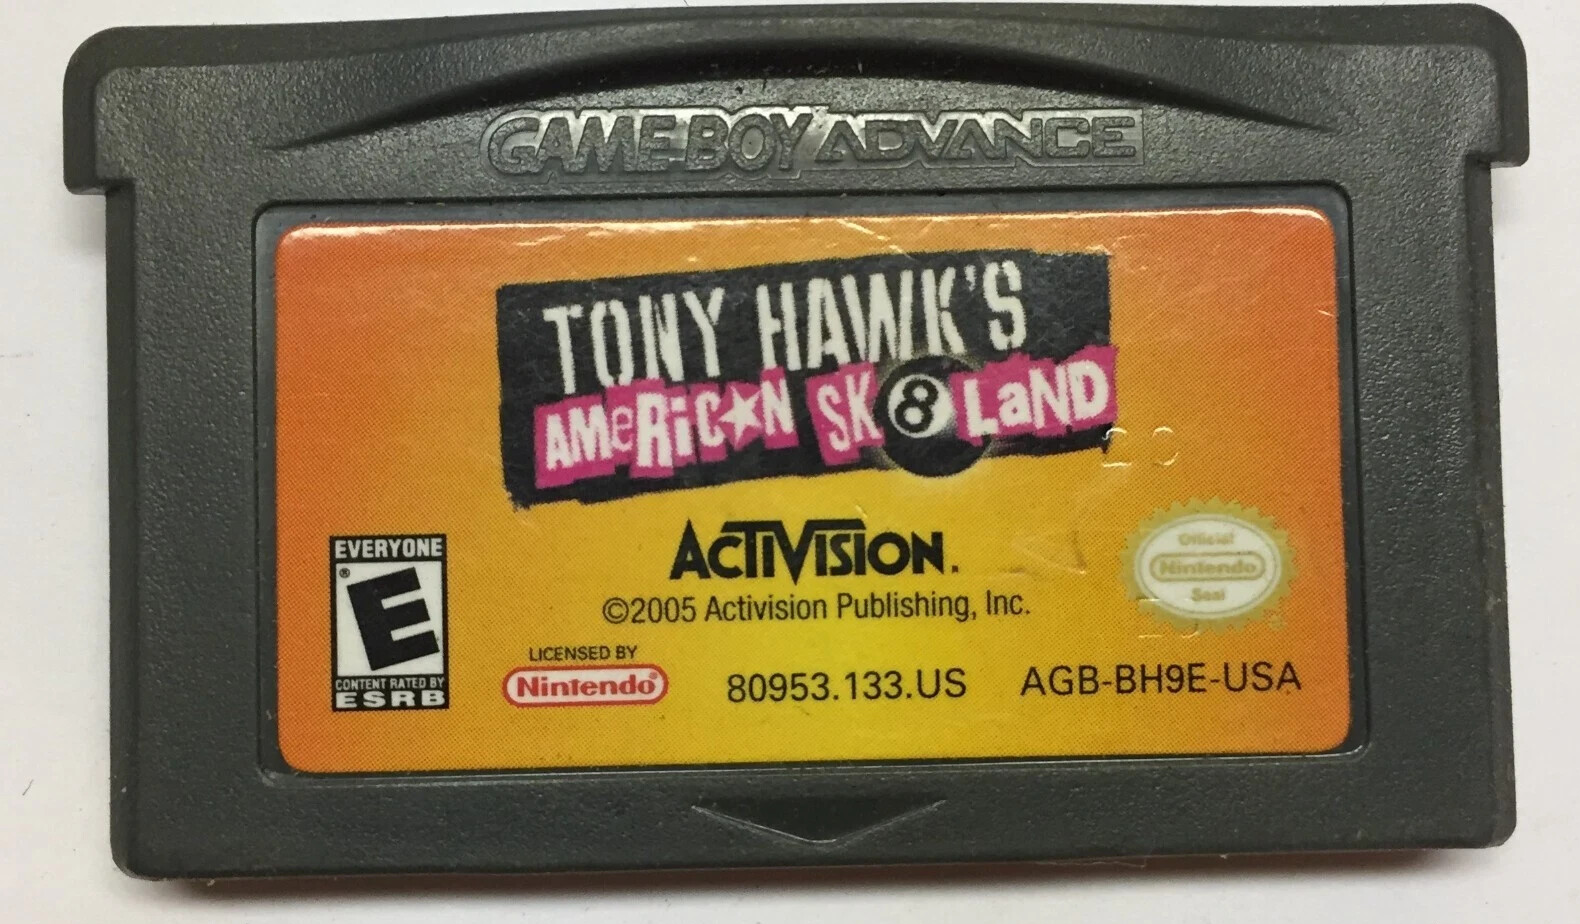 GAME BOY ADVANCE
TONY HAWK'S
AMeRiC★N SK8LaND
ACTIVISION.
©2005 Activision Publishing, Inc.
EVERYONE
E®
CONTENT RATED BY
ESRB
LICENSED BY
Nintendo®
80953.133.US
AGB-BH9E-USA
Official
Nintendo
Seal